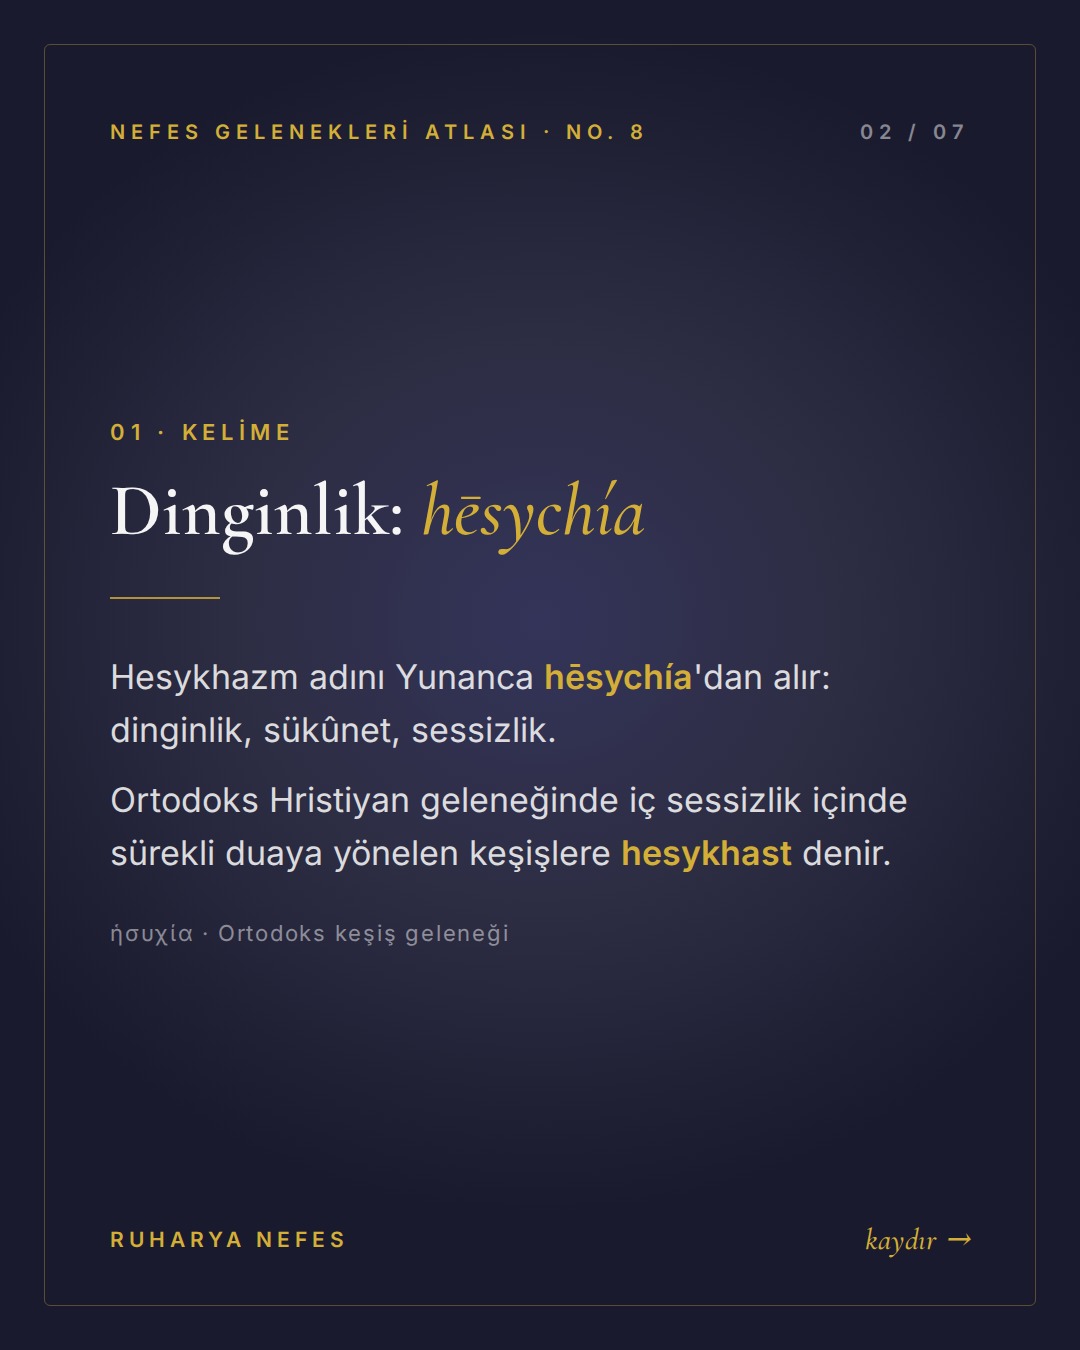 NEFES GELENEKLERİ ATLASI · NO. 8
02 / 07
01 · KELİME
Dinginlik: hēsychía
Hesykhazm adını Yunanca hēsychía'dan alır:
dinginlik, sükûnet, sessizlik.
Ortodoks Hristiyan geleneğinde iç sessizlik içinde
sürekli duaya yönelen keşişlere hesykhast denir.
ἡσυχία · Ortodoks keşiş geleneği
RUHARYA NEFES
kaydır →